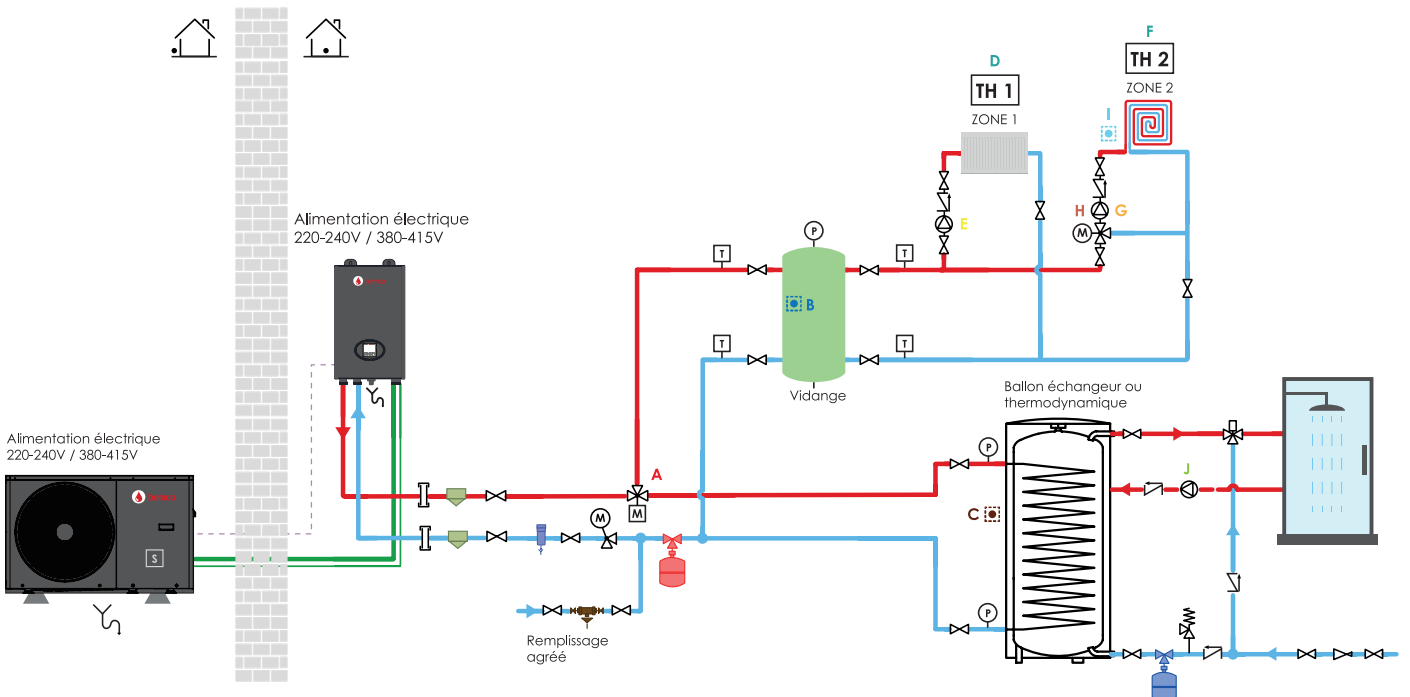 F
TH 2
ZONE 2
D
TH 1
ZONE 1
I
H
G
M
E
Alimentation électrique
220-240V / 380-415V
P
T
T
B
T
T
Vidange
Ballon échangeur ou
thermodynamique
Alimentation électrique
220-240V / 380-415V
P
A
M
J
C
M
S
P
Remplissage
agréé